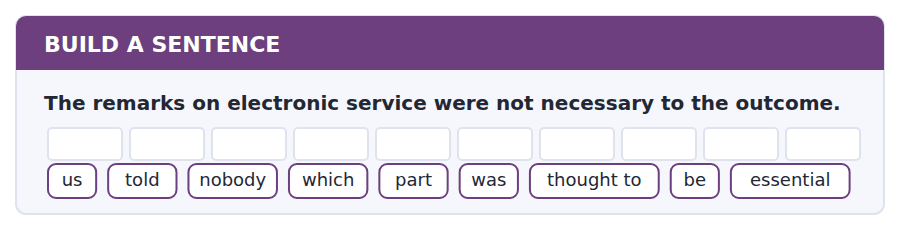 BUILD A SENTENCE
The remarks on electronic service were not necessary to the outcome.
us told nobody which part was thought to be essential